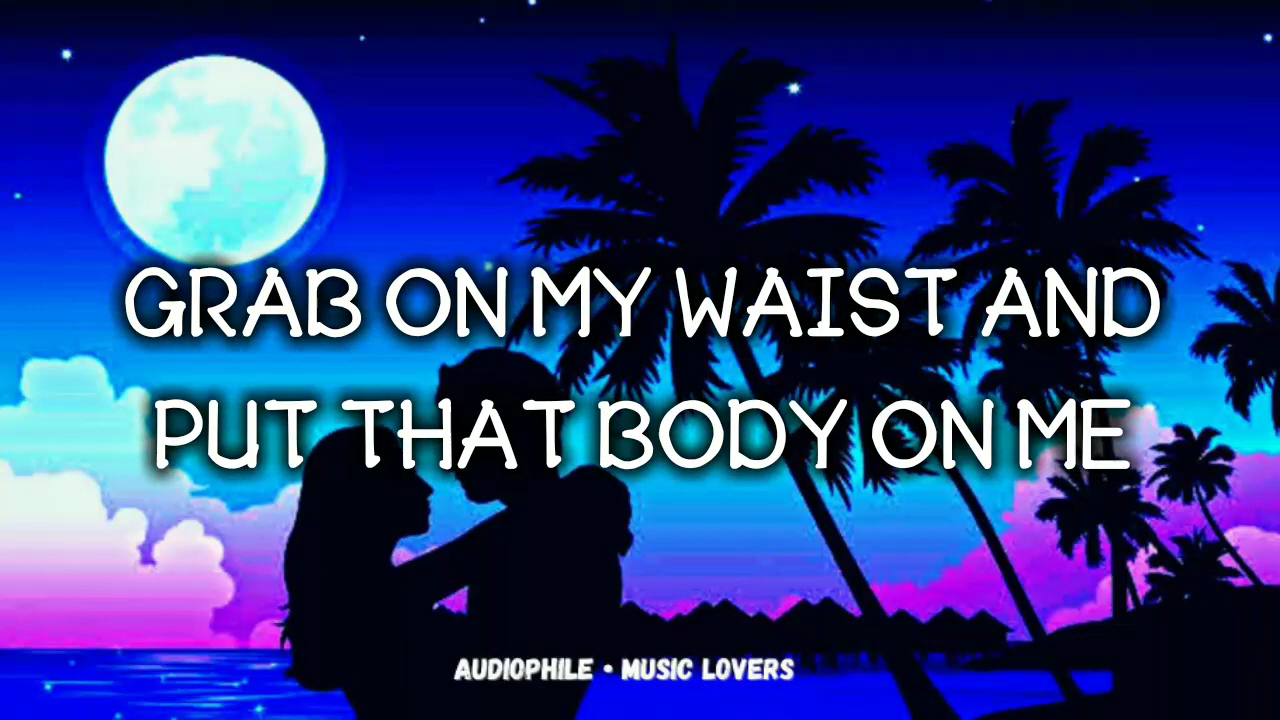 GRAB ON MY WAIST AND
PUT THAT BODY ON ME
AUDIOPHILE • MUSIC LOVERS